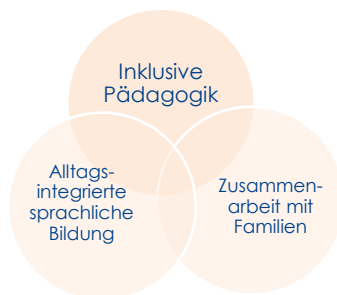 Inklusive
Pädagogik
Alltags-
integrierte
sprachliche
Bildung
Zusammen-
arbeit mit
Familien